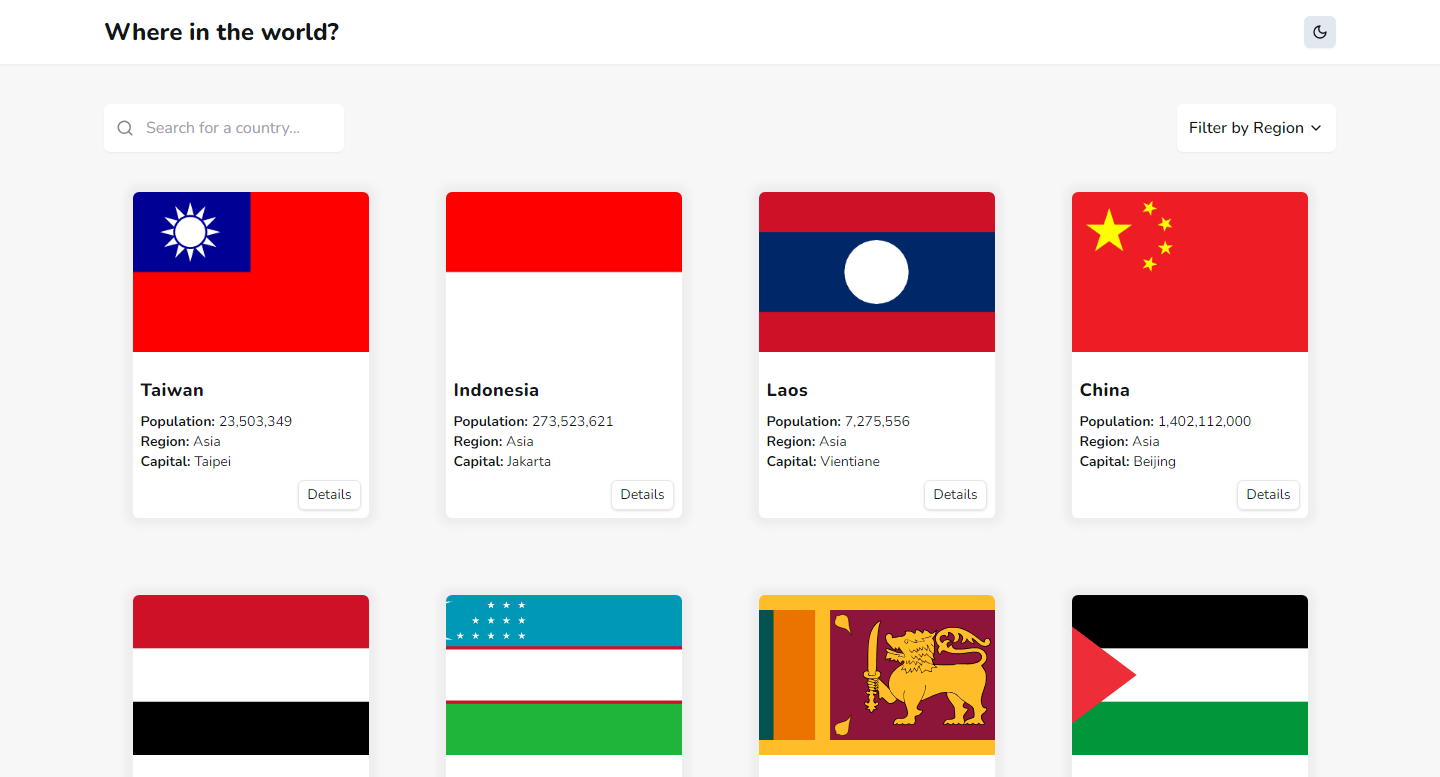 Where in the world?
Search for a country...
Filter by Region
Taiwan
Population: 23,503,349
Region: Asia
Capital: Taipei
Details
Indonesia
Population: 273,523,621
Region: Asia
Capital: Jakarta
Details
Laos
Population: 7,275,556
Region: Asia
Capital: Vientiane
Details
China
Population: 1,402,112,000
Region: Asia
Capital: Beijing
Details